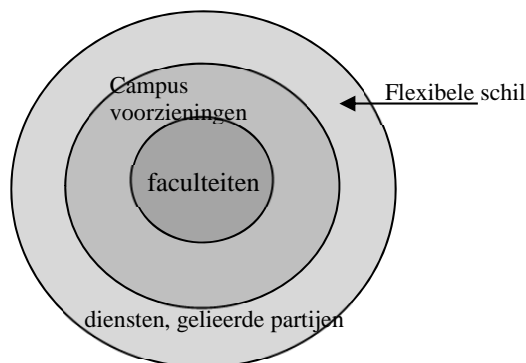 Campus
voorzieningen
Flexibele schil
faculteiten
diensten, gelieerde partijen